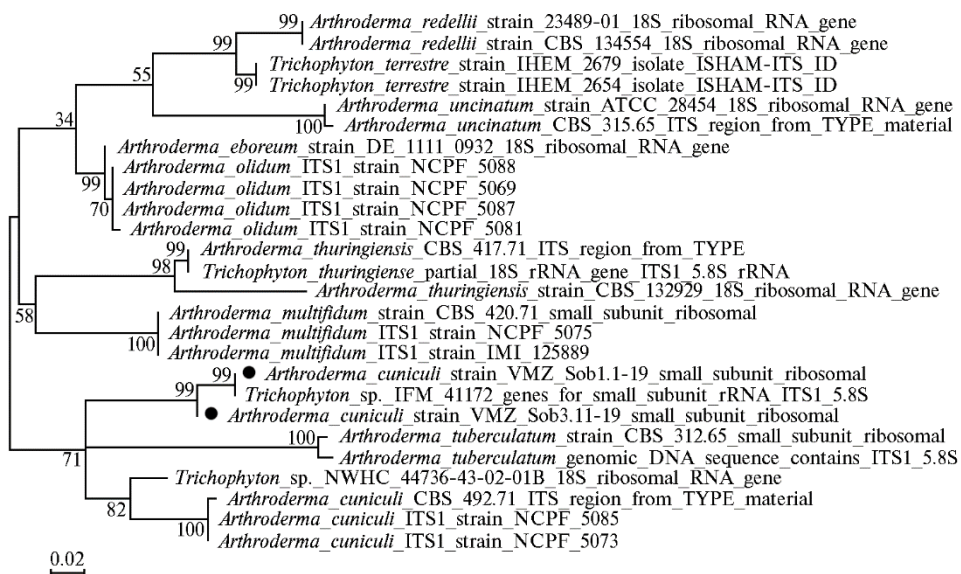 99 Arthroderma_redellii_strain_23489-01_18S_ribosomal_RNA_gene
99 Arthroderma_redellii_strain_CBS_134554_18S_ribosomal_RNA_gene
Trichophyton_terrestre_strain_IHEM_2679_isolate_ISHAM-ITS_ID
55 99 Trichophyton_terrestre_strain_IHEM_2654_isolate_ISHAM-ITS_ID
Arthroderma_uncinatum_strain_ATCC_28454_18S_ribosomal_RNA_gene
34 100 Arthroderma_uncinatum_CBS_315.65_ITS_region_from_TYPE_material
Arthroderma_eboreum_strain_DE_1111_0932_18S_ribosomal_RNA_gene
Arthroderma_olidum_ITS1_strain_NCPF_5088
99 Arthroderma_olidum_ITS1_strain_NCPF_5069
70 Arthroderma_olidum_ITS1_strain_NCPF_5087
Arthroderma_olidum_ITS1_strain_NCPF_5081
99 Arthroderma_thuringiensis_CBS_417.71_ITS_region_from_TYPE
98 Trichophyton_thuringiense_partial_18S_rRNA_gene_ITS1_5.8S_rRNA
Arthroderma_thuringiensis_strain_CBS_132929_18S_ribosomal_RNA_gene
58 Arthroderma_multifidum_strain_CBS_420.71_small_subunit_ribosomal
Arthroderma_multifidum_ITS1_strain_NCPF_5075
100 Arthroderma_multifidum_ITS1_strain_IMI_125889
99 Arthroderma_cuniculi_strain_VMZ_Sob1.1-19_small_subunit_ribosomal
99 Trichophyton_sp._IFM_41172_genes_for_small_subunit_rRNA_ITS1_5.8S
Arthroderma_cuniculi_strain_VMZ_Sob3.11-19_small_subunit_ribosomal
100 Arthroderma_tuberculatum_strain_CBS_312.65_small_subunit_ribosomal
71 Arthroderma_tuberculatum_genomic_DNA_sequence_contains_ITS1_5.8S
Trichophyton_sp._NWHC_44736-43-02-01B_18S_ribosomal_RNA_gene
82 Arthroderma_cuniculi_CBS_492.71_ITS_region_from_TYPE_material
100 Arthroderma_cuniculi_ITS1_strain_NCPF_5085
Arthroderma_cuniculi_ITS1_strain_NCPF_5073
0.02